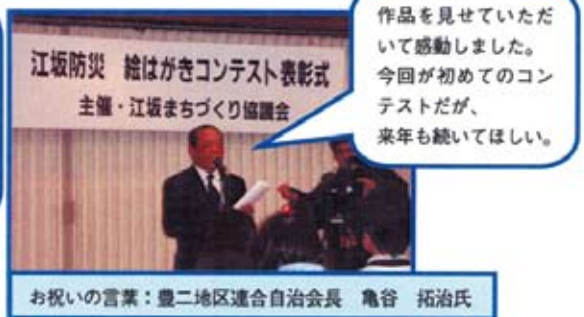 江坂防災 絵はがきコンテスト表彰式
主催・江坂まちづくり協議会
作品を見せていただ
いて感動しました。
今回が初めてのコン
テストだが、
来年も続いてほしい。
お祝いの言葉：豊二地区連合自治会長 亀谷 拓治氏